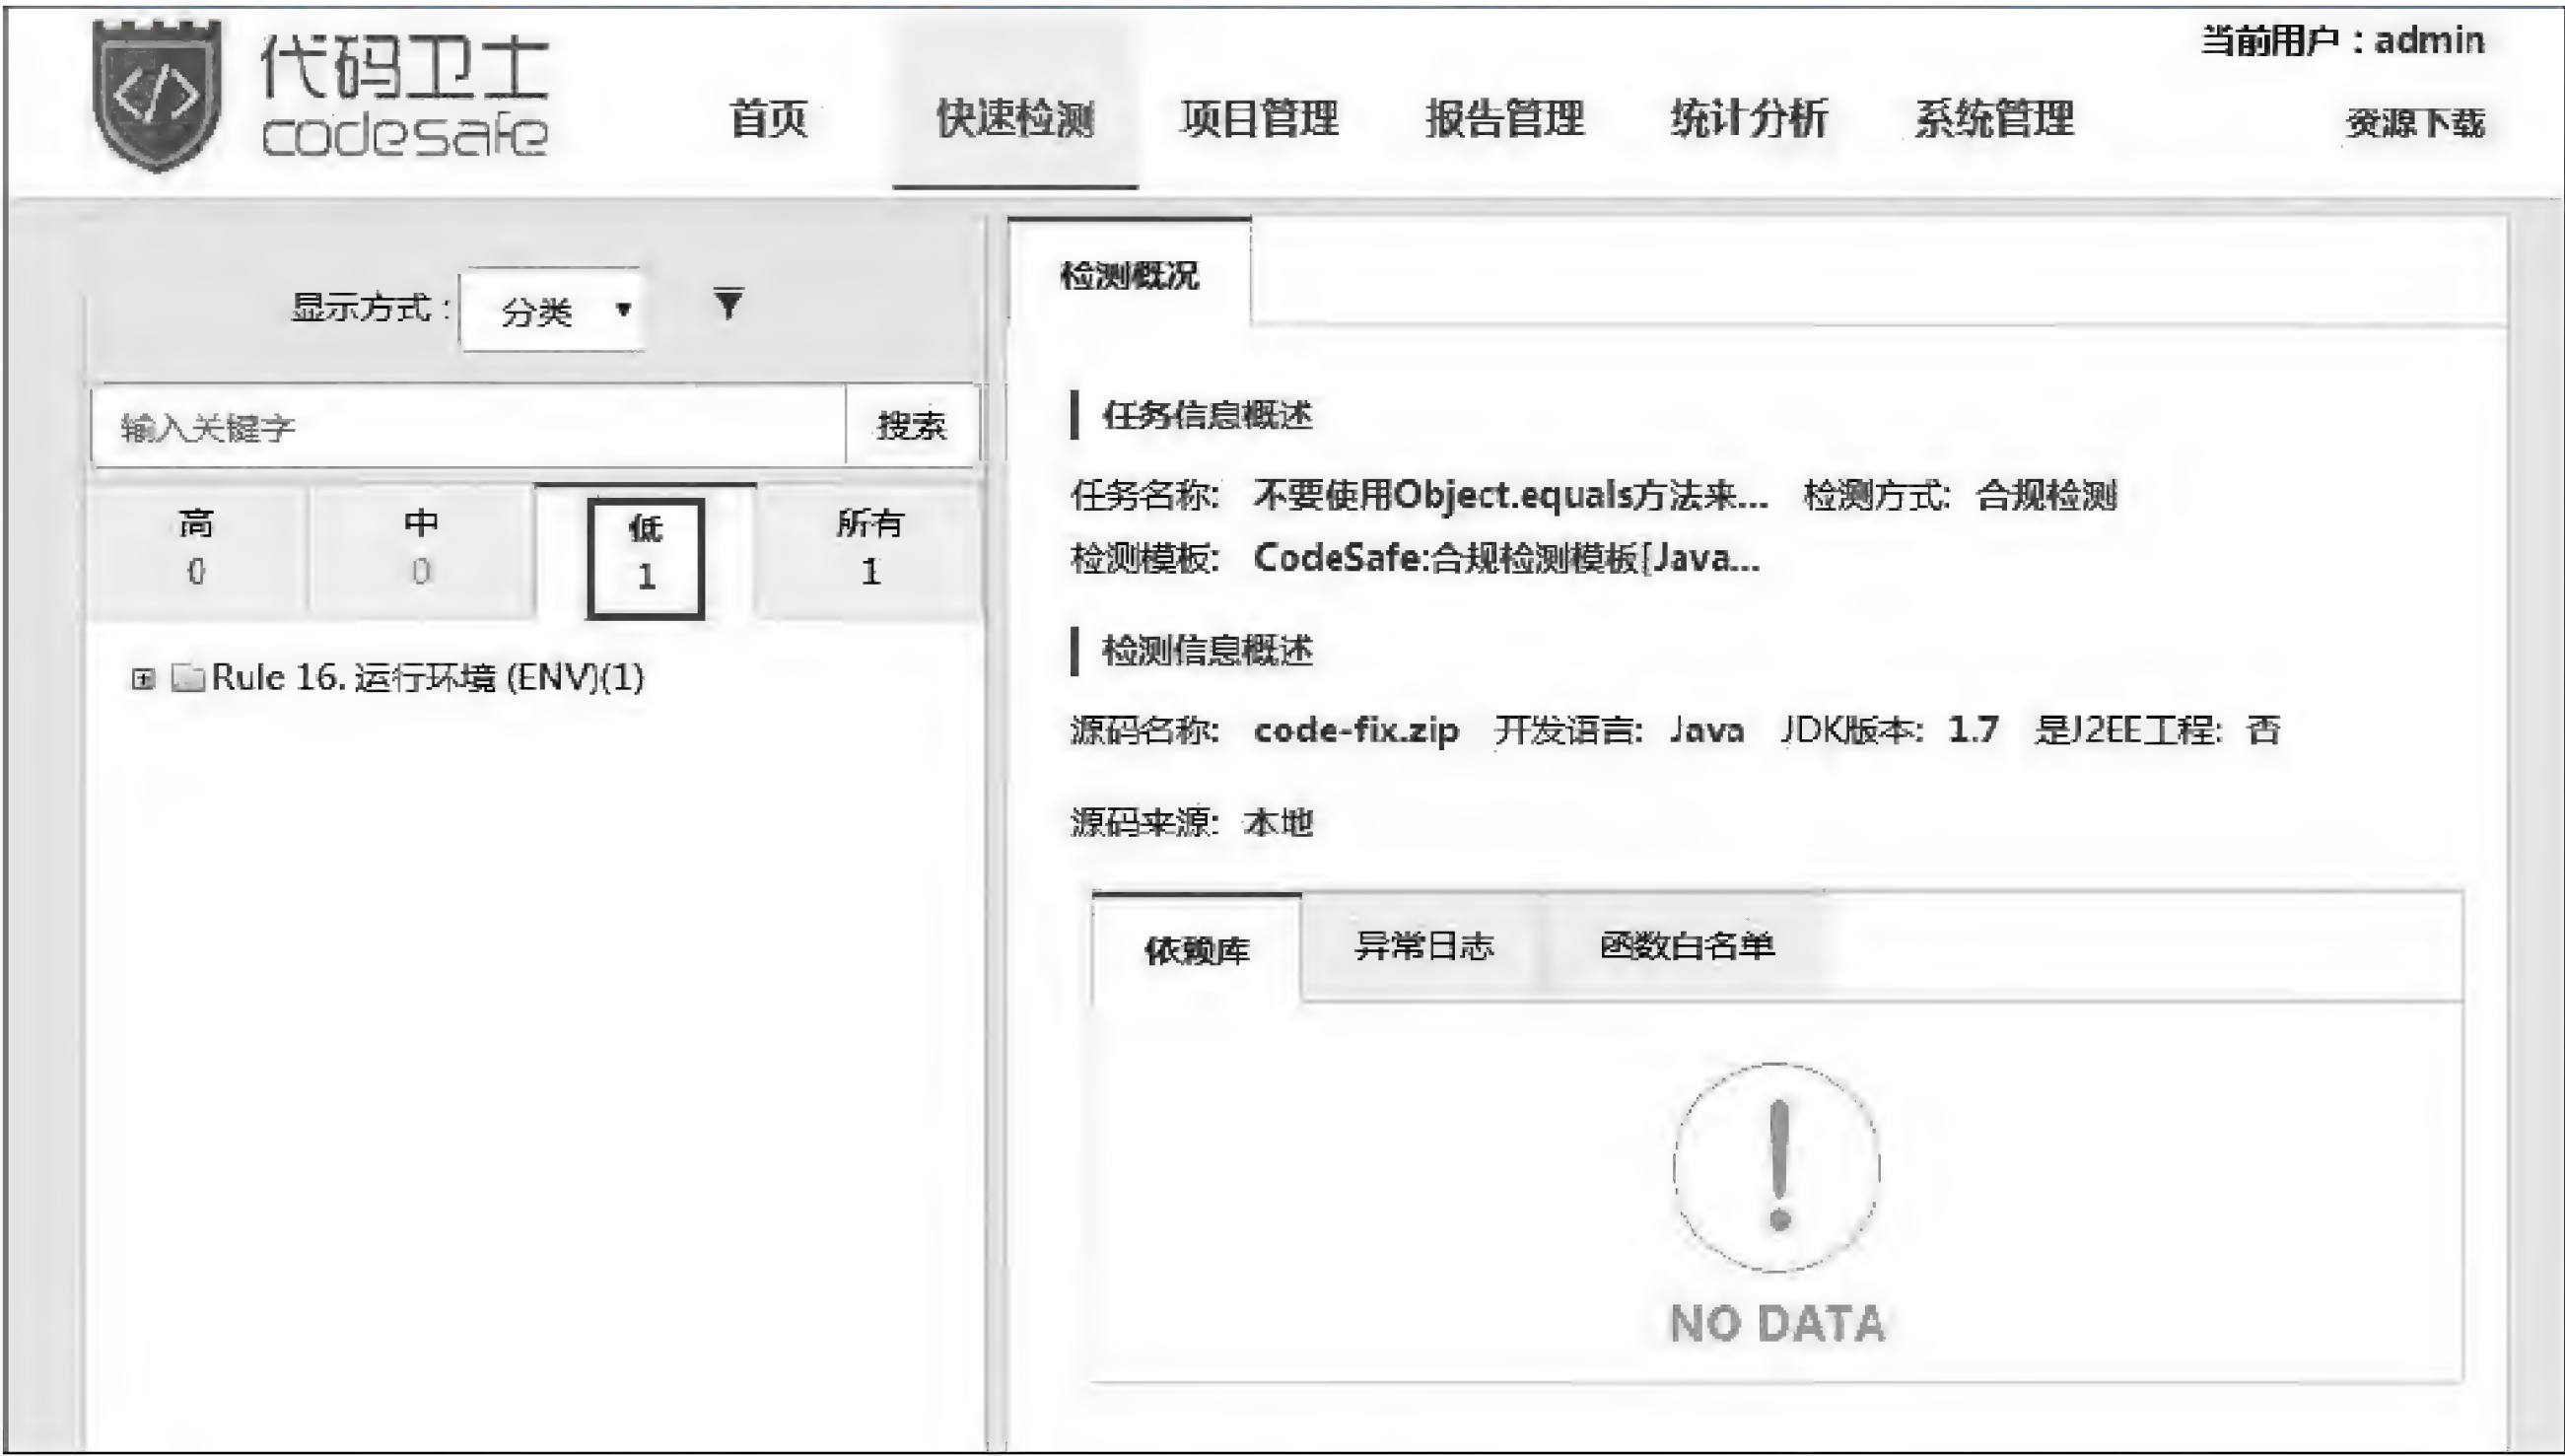 当前用户：admin
代码卫士
codesafe
首页 快速检测 项目管理 报告管理 统计分析 系统管理 资源下载
显示方式： 分类
输入关键字 搜索
高 中 低 所有
0 0 1 1
Rule 16. 运行环境 (ENV)(1)
检测概况
任务信息概述
任务名称: 不要使用Object.equals方法来... 检测方式: 合规检测
检测模板: CodeSafe:合规检测模板[Java...
检测信息概述
源码名称: code-fix.zip 开发语言: Java JDK版本: 1.7 是J2EE工程: 否
源码来源: 本地
依赖库 异常日志 函数白名单
NO DATA